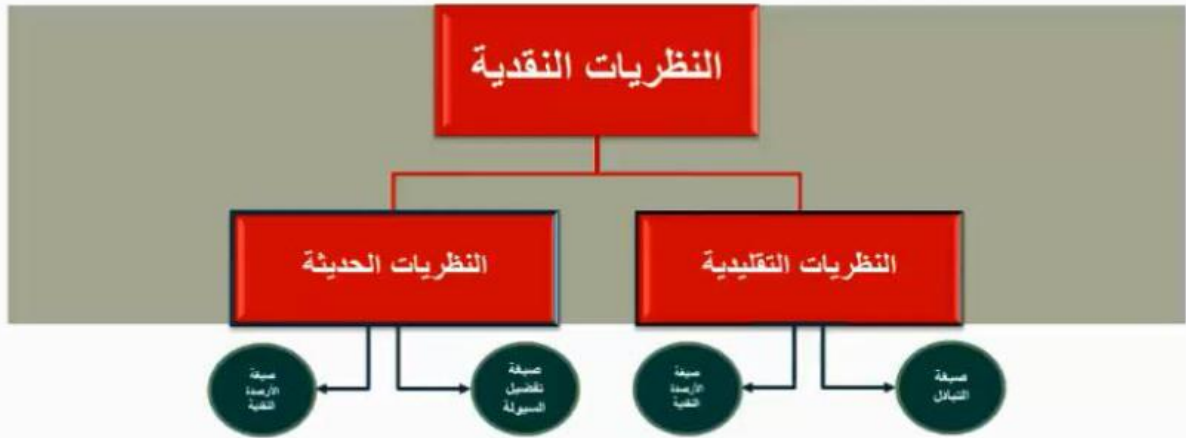 النظريات النقدية
النظريات التقليدية
النظريات الحديثة
صيغة
التبادل
صيغة
الأرصدة
النقدية
صيغة
تفضيل
السيولة
صيغة
الأرصدة
النقدية